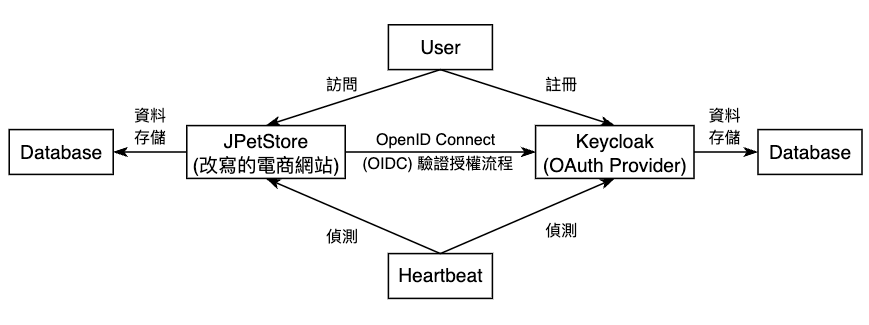 User
訪問
註冊
資料
存儲
資料
存儲
Database
JPetStore
(改寫的電商網站)
OpenID Connect
(OIDC) 驗證授權流程
Keycloak
(OAuth Provider)
Database
偵測
偵測
Heartbeat